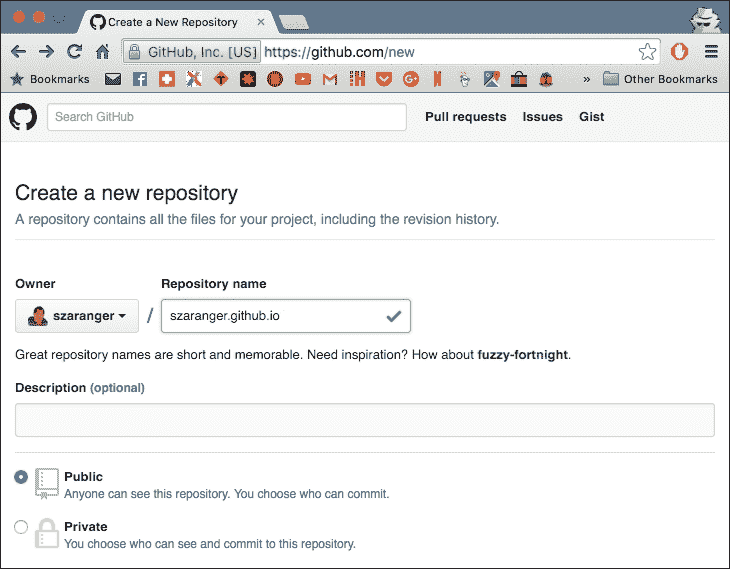 Create a New Repository
GitHub, Inc. [US] https://github.com/new
Bookmarks » Other Bookmarks
Search GitHub Pull requests Issues Gist
Create a new repository
A repository contains all the files for your project, including the revision history.
Owner Repository name
szaranger / szaranger.github.io
Great repository names are short and memorable. Need inspiration? How about fuzzy-fortnight.
Description (optional)
Public
Anyone can see this repository. You choose who can commit.
Private
You choose who can see and commit to this repository.